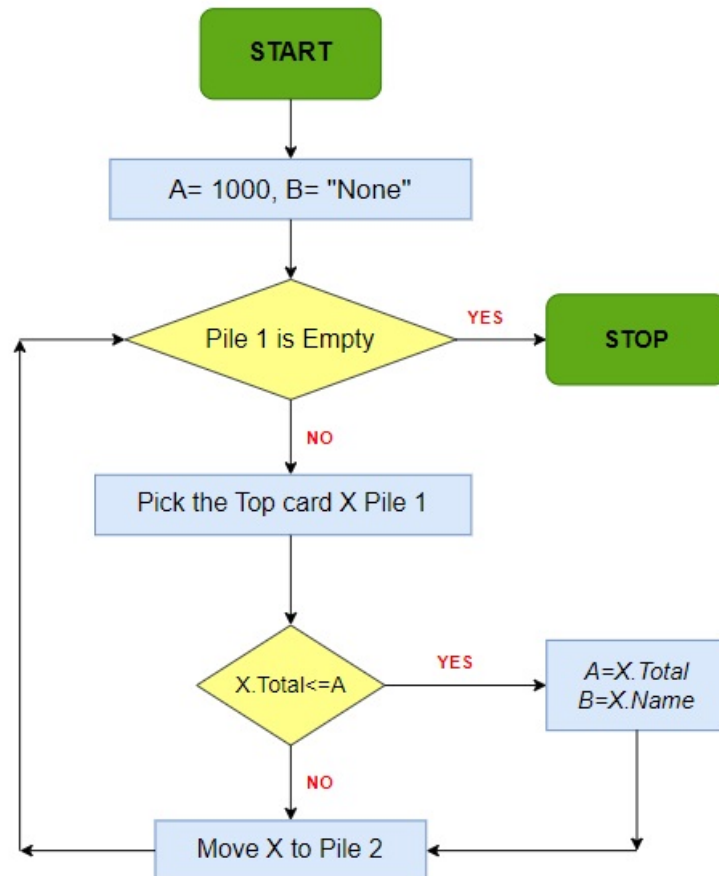 START
A= 1000, B= "None"
Pile 1 is Empty
YES
STOP
NO
Pick the Top card X Pile 1
X.Total<=A
YES
A=X.Total
B=X.Name
NO
Move X to Pile 2